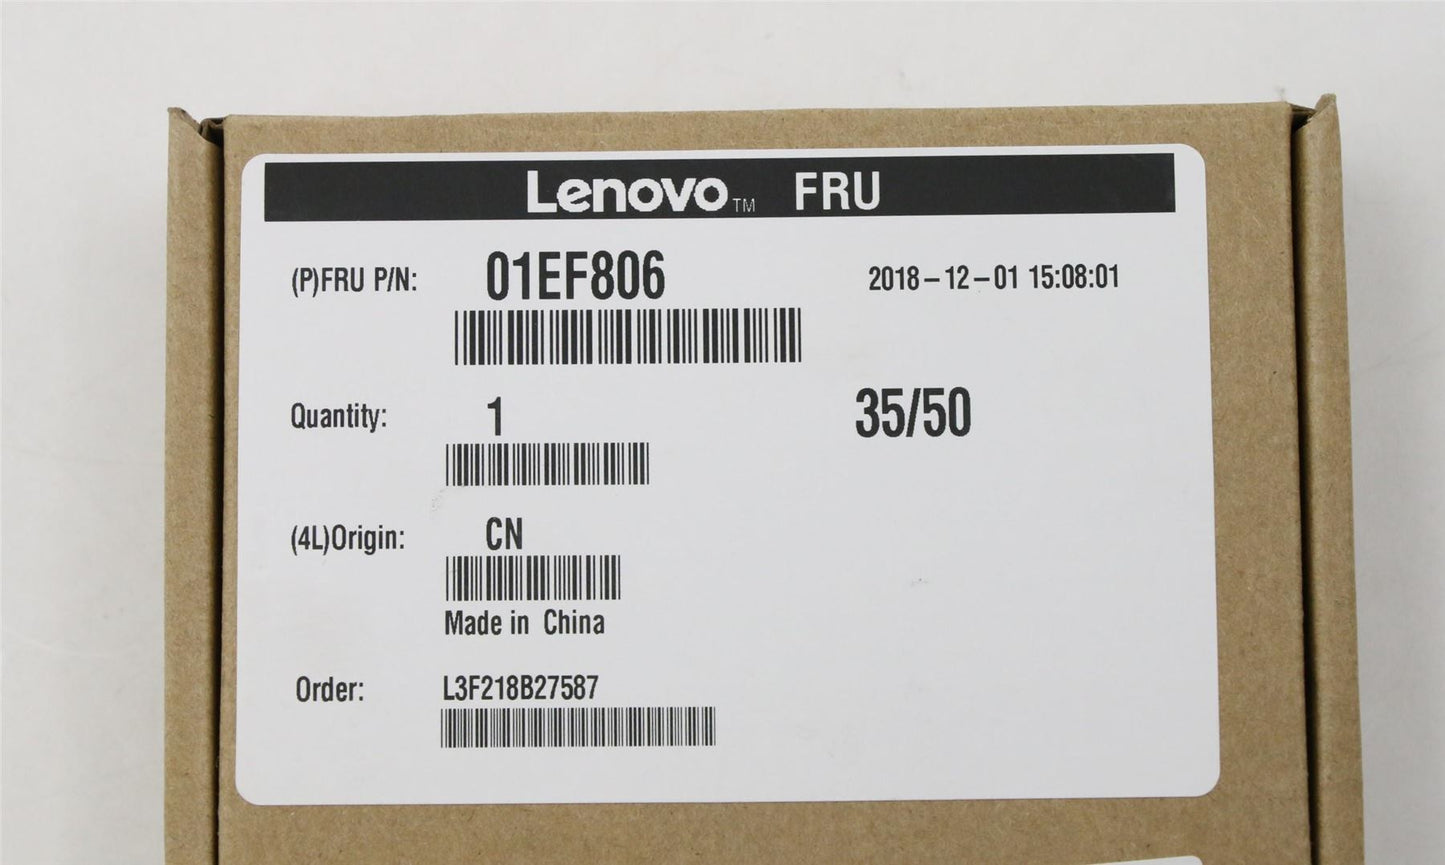 Lenovo™ FRU
(P)FRU P/N: 01EF806 2018-12-01 15:08:01
Quantity: 1 35/50
(4L)Origin: CN
Made in China
Order: L3F218B27587